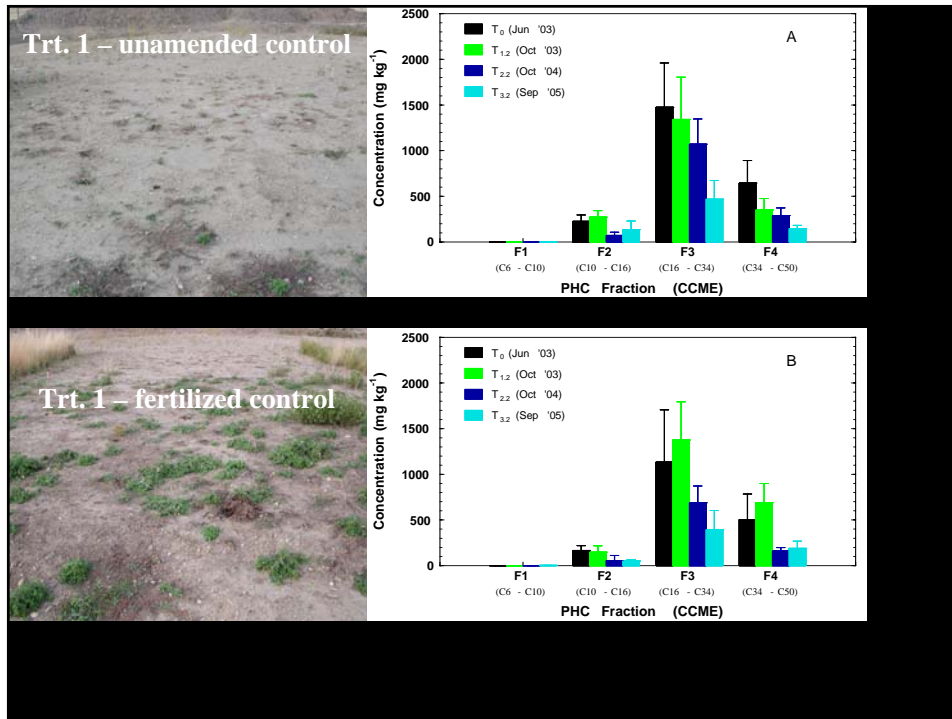 Trt. 1 – unamended control
2500
2000
1500
1000
500
0
Concentration (mg kg-1)
T0 (Jun '03)
T1.2 (Oct '03)
T2.2 (Oct '04)
T3.2 (Sep '05)
A
F1 F2 F3 F4
(C6 - C10) (C10 - C16) (C16 - C34) (C34 - C50)
PHC Fraction (CCME)
Trt. 1 – fertilized control
2500
2000
1500
1000
500
0
Concentration (mg kg-1)
T0 (Jun '03)
T1.2 (Oct '03)
T2.2 (Oct '04)
T3.2 (Sep '05)
B
F1 F2 F3 F4
(C6 - C10) (C10 - C16) (C16 - C34) (C34 - C50)
PHC Fraction (CCME)